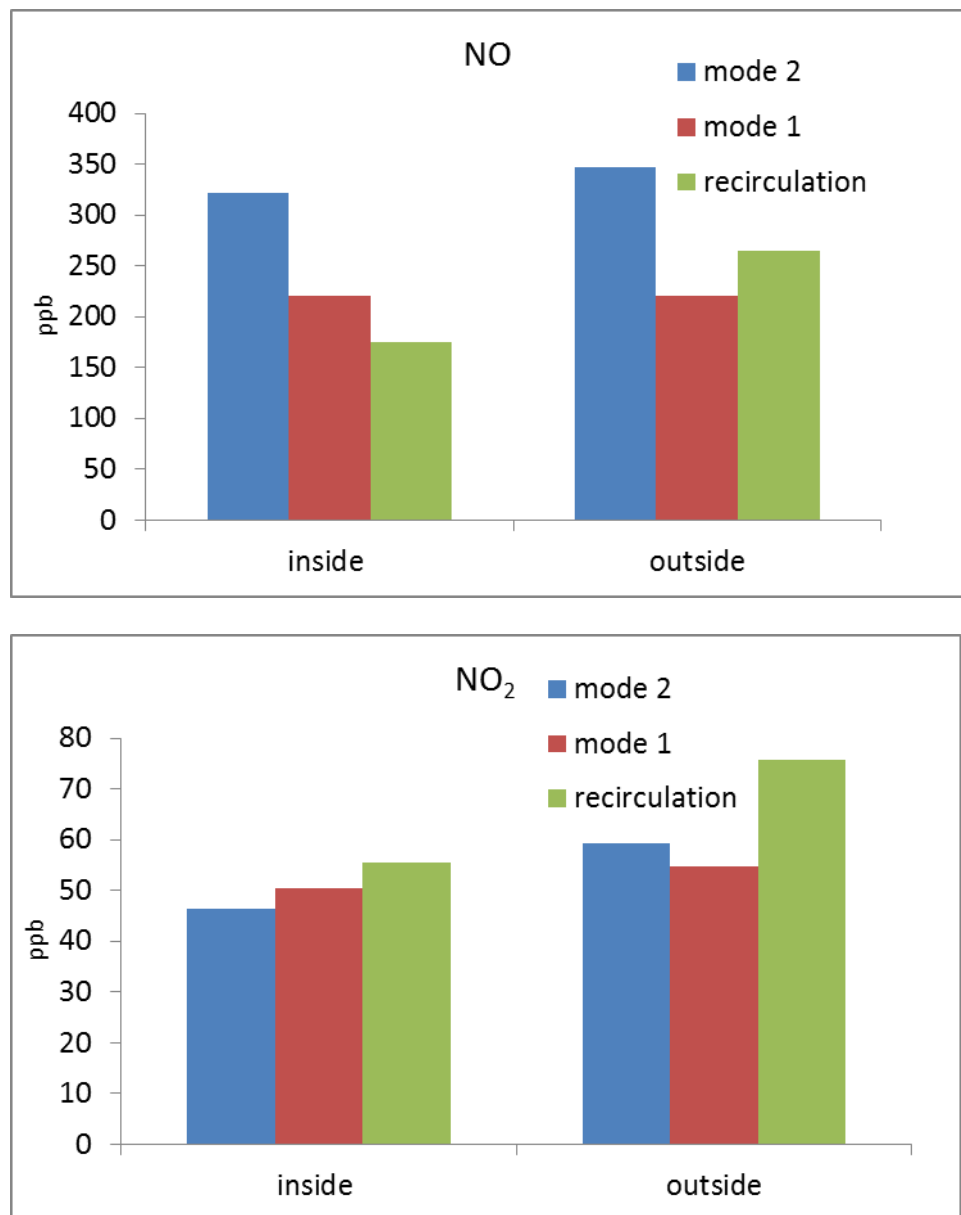 NO
mode 2
mode 1
recirculation
400
350
300
250
200
150
100
50
0
ppb
inside outside
NO₂
mode 2
mode 1
recirculation
80
70
60
50
40
30
20
10
0
ppb
inside outside